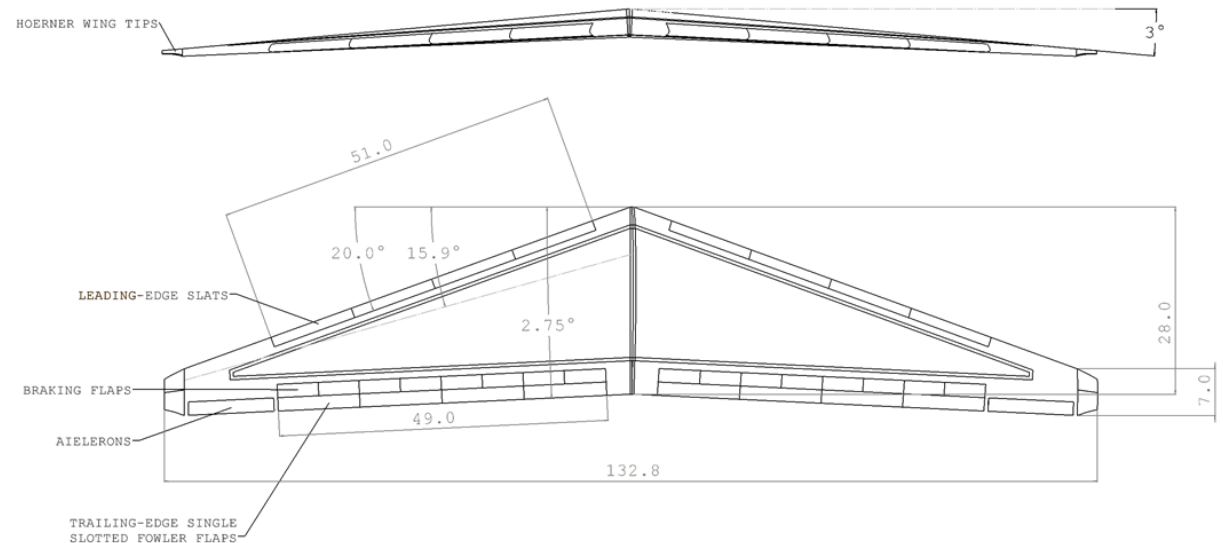 HOERNER WING TIPS
3°
51.0
20.0° 15.9°
LEADING-EDGE SLATS
2.75°
28.0
BRAKING FLAPS
7.0
49.0
AIELERONS
132.8
TRAILING-EDGE SINGLE
SLOTTED FOWLER FLAPS